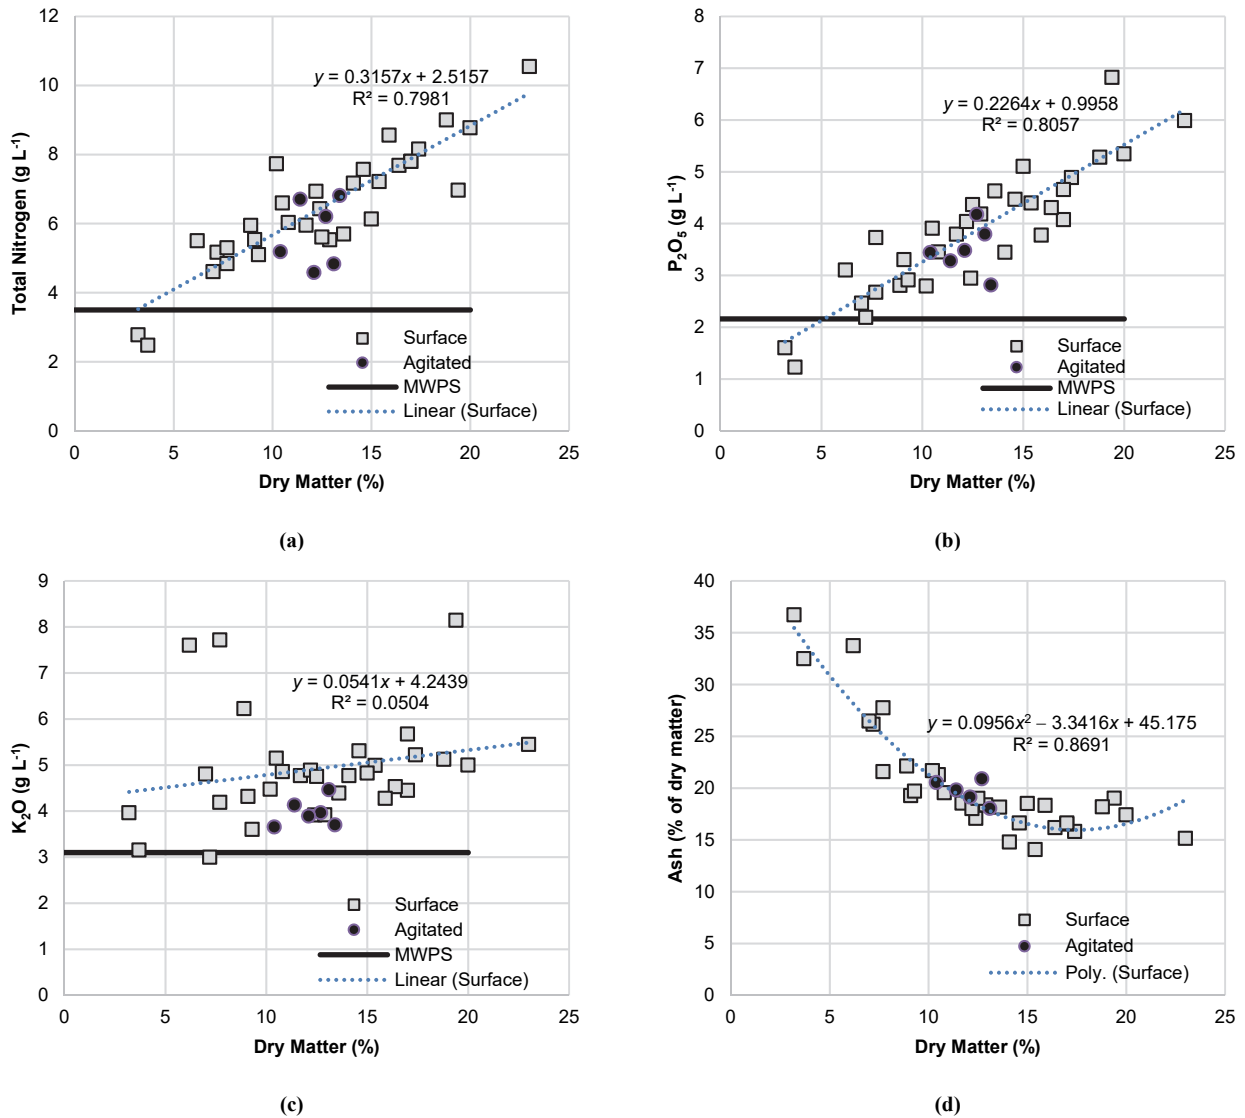 12
10
8
6
4
2
0
0 5 10 15 20 25
Total Nitrogen (g L⁻¹)
Dry Matter (%)
y = 0.3157x + 2.5157
R² = 0.7981
Surface
Agitated
MWPS
Linear (Surface)
(a)
8
7
6
5
4
3
2
1
0
0 5 10 15 20 25
P₂O₅ (g L⁻¹)
Dry Matter (%)
y = 0.2264x + 0.9958
R² = 0.8057
Surface
Agitated
MWPS
Linear (Surface)
(b)
9
8
7
6
5
4
3
2
1
0
0 5 10 15 20 25
K₂O (g L⁻¹)
Dry Matter (%)
y = 0.0541x + 4.2439
R² = 0.0504
Surface
Agitated
MWPS
Linear (Surface)
(c)
40
35
30
25
20
15
10
5
0
0 5 10 15 20 25
Ash (% of dry matter)
Dry Matter (%)
y = 0.0956x² – 3.3416x + 45.175
R² = 0.8691
Surface
Agitated
Poly. (Surface)
(d)